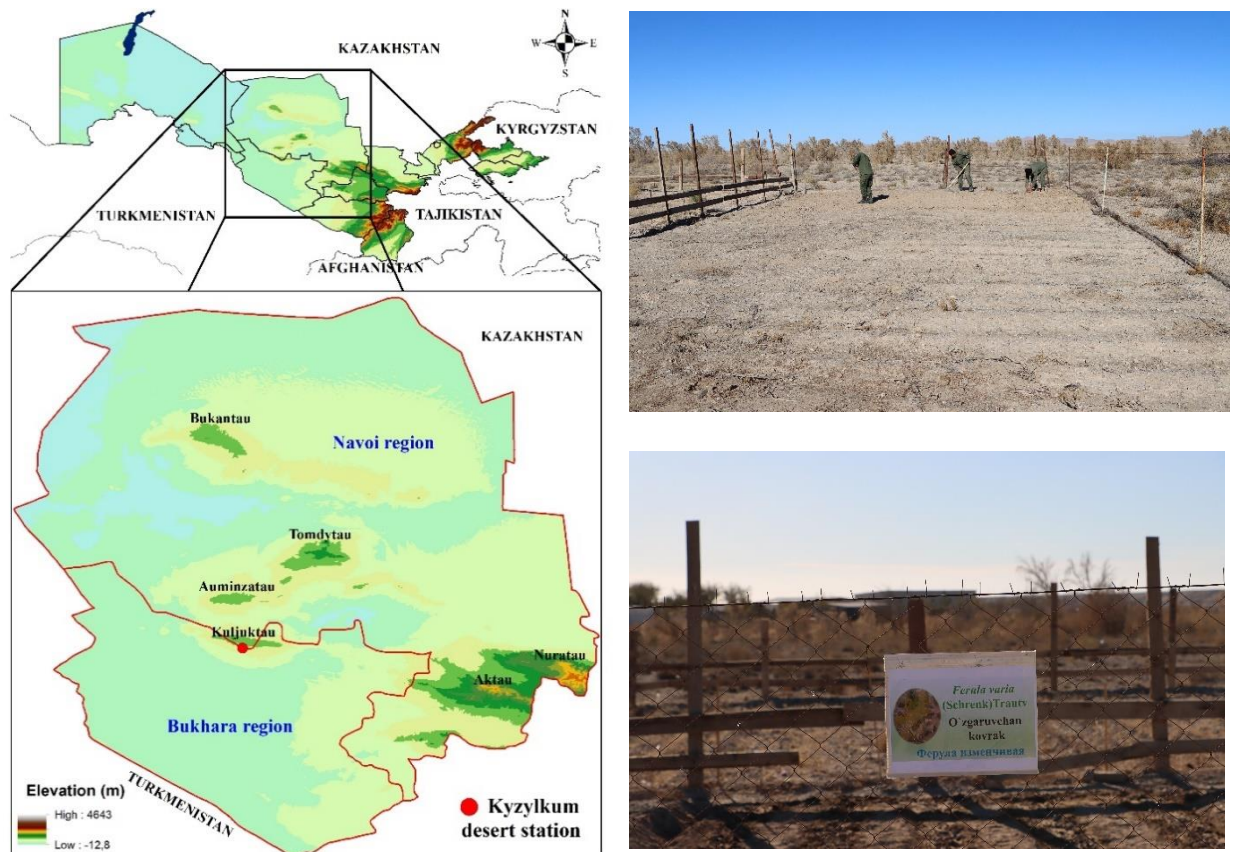 N
W E
S
KAZAKHSTAN
KYRGYZSTAN
TURKMENISTAN
TAJIKISTAN
AFGHANISTAN
KAZAKHSTAN
Bukantau
Navoi region
Tomdytau
Auminzatau
Kuljuktau
Nuratau
Aktau
Bukhara region
TURKMENISTAN
Elevation (m)
High : 4643
Low : -12,8
Kyzylkum
desert station
Ferula varia
(Schrenk)Trautv
O`zgaruvchan
kovrak
Ферула изменчивая